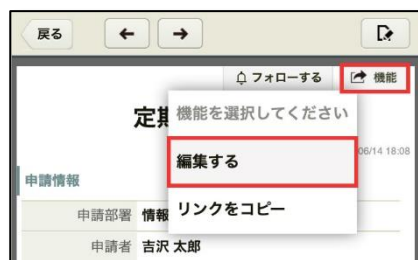 戻る
フォローする 機能
定期
機能を選択してください
06/14 18:08
編集する
申請情報
リンクをコピー
申請部署 情報
申請者 吉沢 太郎